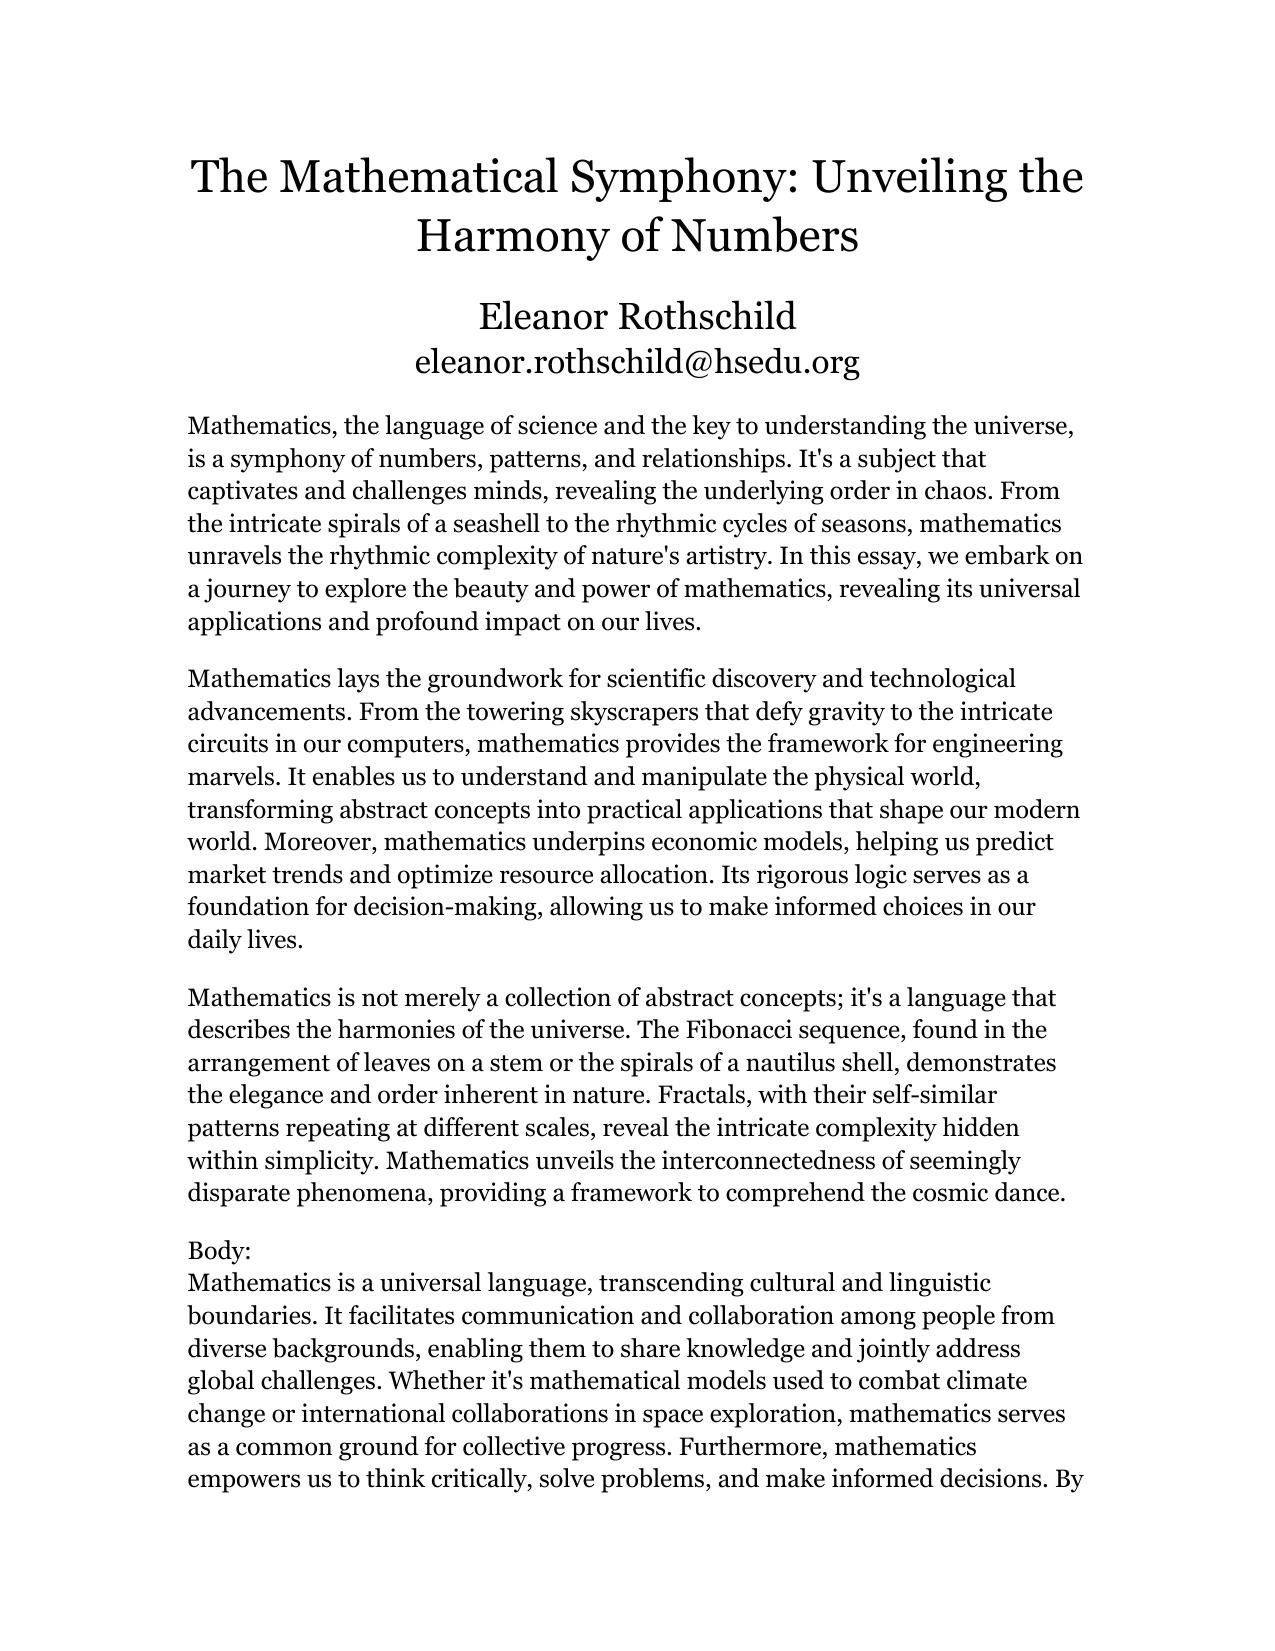 The Mathematical Symphony: Unveiling the
Harmony of Numbers
Eleanor Rothschild
eleanor.rothschild@hsedu.org
Mathematics, the language of science and the key to understanding the universe,
is a symphony of numbers, patterns, and relationships. It's a subject that
captivates and challenges minds, revealing the underlying order in chaos. From
the intricate spirals of a seashell to the rhythmic cycles of seasons, mathematics
unravels the rhythmic complexity of nature's artistry. In this essay, we embark on
a journey to explore the beauty and power of mathematics, revealing its universal
applications and profound impact on our lives.
Mathematics lays the groundwork for scientific discovery and technological
advancements. From the towering skyscrapers that defy gravity to the intricate
circuits in our computers, mathematics provides the framework for engineering
marvels. It enables us to understand and manipulate the physical world,
transforming abstract concepts into practical applications that shape our modern
world. Moreover, mathematics underpins economic models, helping us predict
market trends and optimize resource allocation. Its rigorous logic serves as a
foundation for decision-making, allowing us to make informed choices in our
daily lives.
Mathematics is not merely a collection of abstract concepts; it's a language that
describes the harmonies of the universe. The Fibonacci sequence, found in the
arrangement of leaves on a stem or the spirals of a nautilus shell, demonstrates
the elegance and order inherent in nature. Fractals, with their self-similar
patterns repeating at different scales, reveal the intricate complexity hidden
within simplicity. Mathematics unveils the interconnectedness of seemingly
disparate phenomena, providing a framework to comprehend the cosmic dance.
Body:
Mathematics is a universal language, transcending cultural and linguistic
boundaries. It facilitates communication and collaboration among people from
diverse backgrounds, enabling them to share knowledge and jointly address
global challenges. Whether it's mathematical models used to combat climate
change or international collaborations in space exploration, mathematics serves
as a common ground for collective progress. Furthermore, mathematics
empowers us to think critically, solve problems, and make informed decisions. By